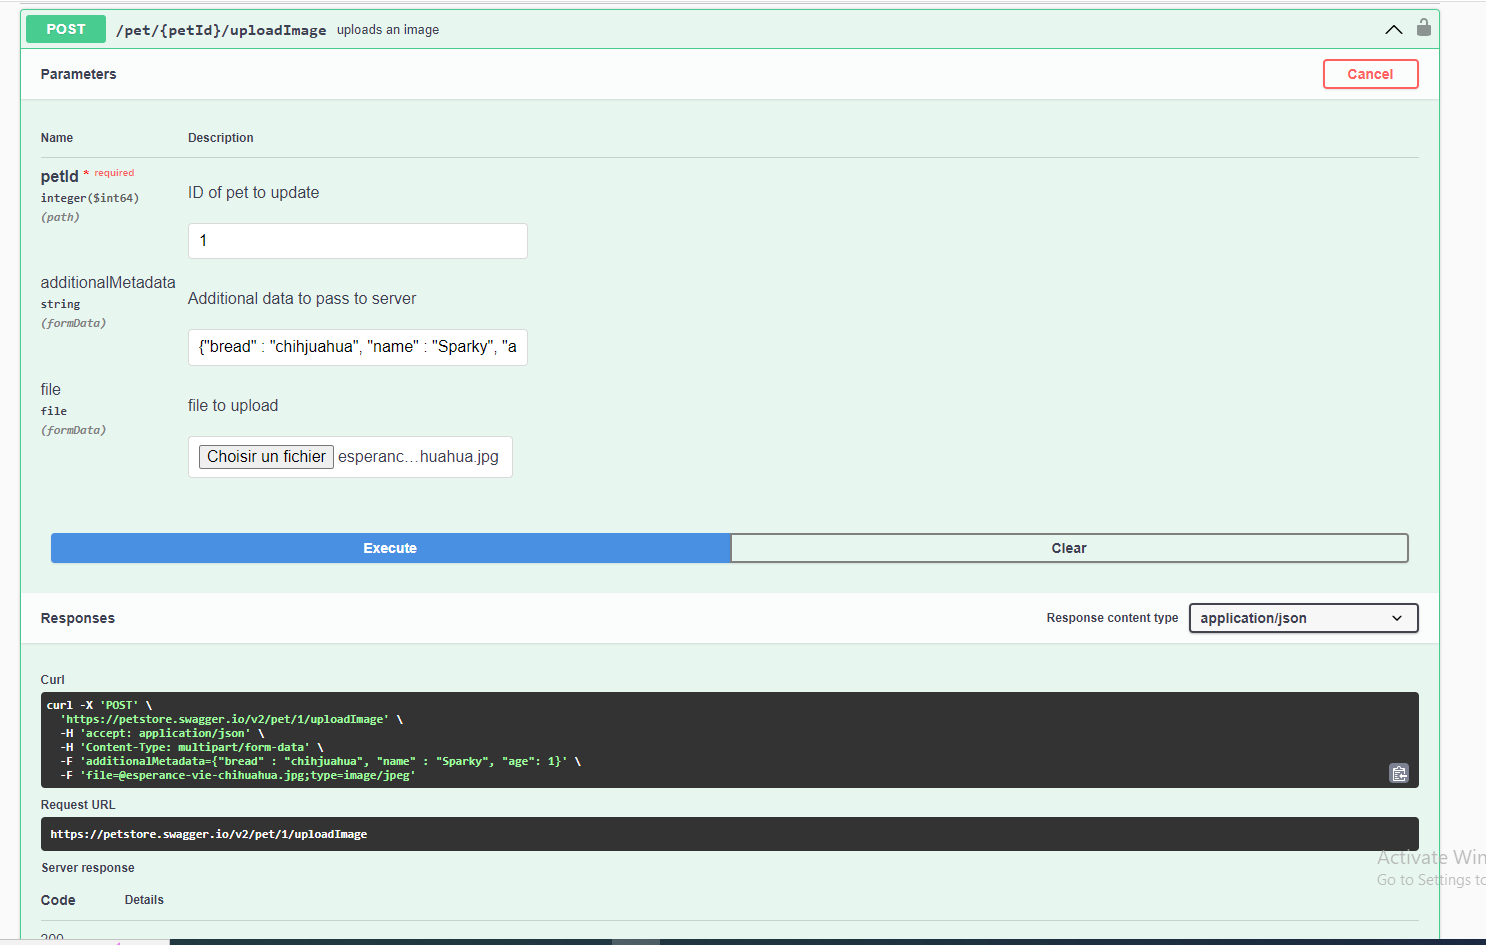 POST /pet/{petId}/uploadImage uploads an image
Parameters
Cancel
Name Description
petId * required
integer($int64)
(path)
ID of pet to update
1
additionalMetadata
string
(formData)
Additional data to pass to server
{"bread" : "chihjuahua", "name" : "Sparky", "a
file
file
(formData)
file to upload
Choisir un fichier esperanc...huahua.jpg
Execute Clear
Responses
Response content type application/json
Curl
curl -X 'POST' \
'https://petstore.swagger.io/v2/pet/1/uploadImage' \
-H 'accept: application/json' \
-H 'Content-Type: multipart/form-data' \
-F 'additionalMetadata={"bread" : "chihjuahua", "name" : "Sparky", "age": 1}' \
-F 'file=@esperance-vie-chihuahua.jpg;type=image/jpeg'
Request URL
https://petstore.swagger.io/v2/pet/1/uploadImage
Server response
Code Details
200
Activate Win
Go to Settings to